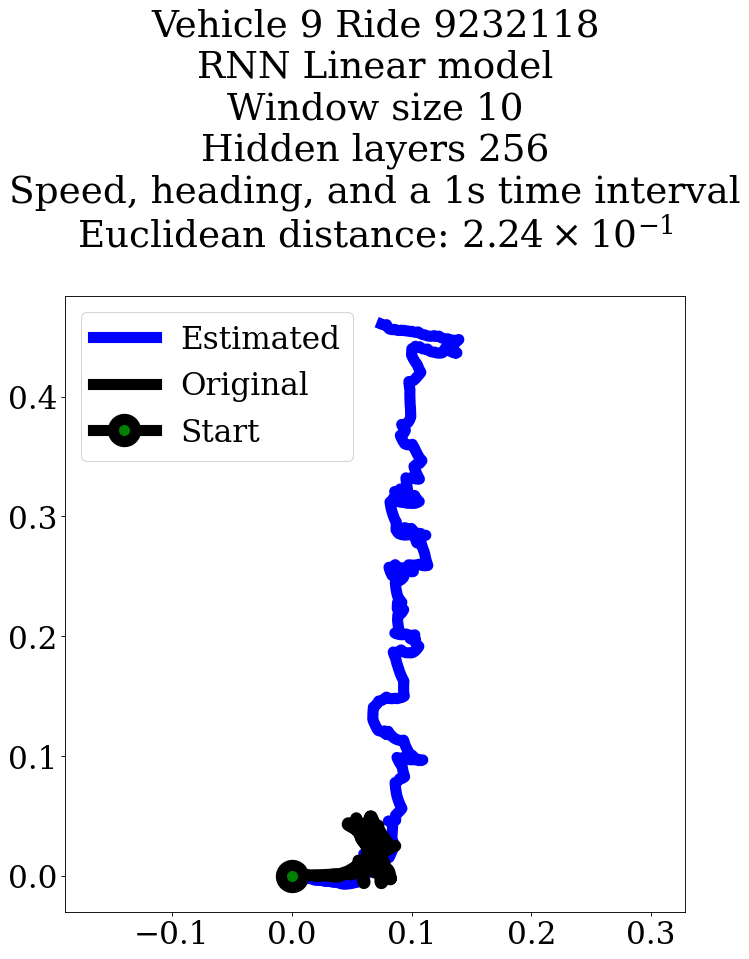 Vehicle 9 Ride 9232118
RNN Linear model
Window size 10
Hidden layers 256
Speed, heading, and a 1s time interval
Euclidean distance: 2.24 × 10⁻¹
Estimated
Original
Start
0.4
0.3
0.2
0.1
0.0
−0.1 0.0 0.1 0.2 0.3